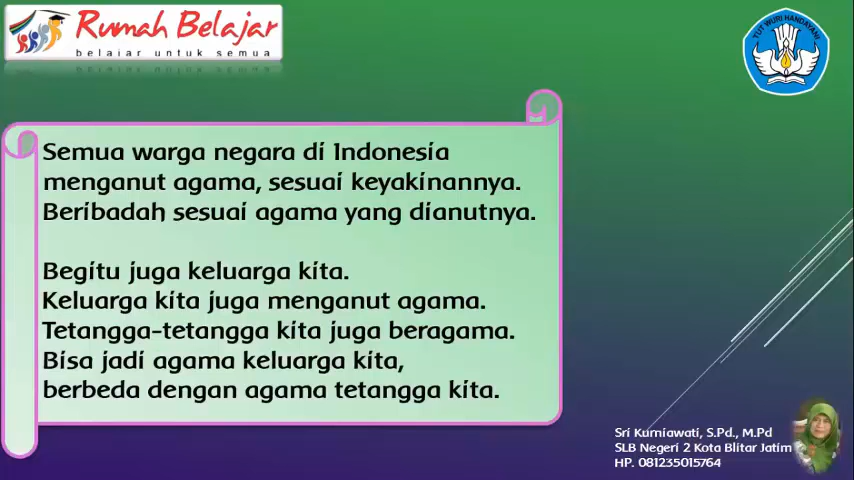 Rumah Belajar
belajar untuk semua
TUT WURI HANDAYANI
Semua warga negara di Indonesia
menganut agama, sesuai keyakinannya.
Beribadah sesuai agama yang dianutnya.
Begitu juga keluarga kita.
Keluarga kita juga menganut agama.
Tetangga-tetangga kita juga beragama.
Bisa jadi agama keluarga kita,
berbeda dengan agama tetangga kita.
Sri Kurniawati, S.Pd., M.Pd
SLB Negeri 2 Kota Blitar Jatim
HP. 081235015764